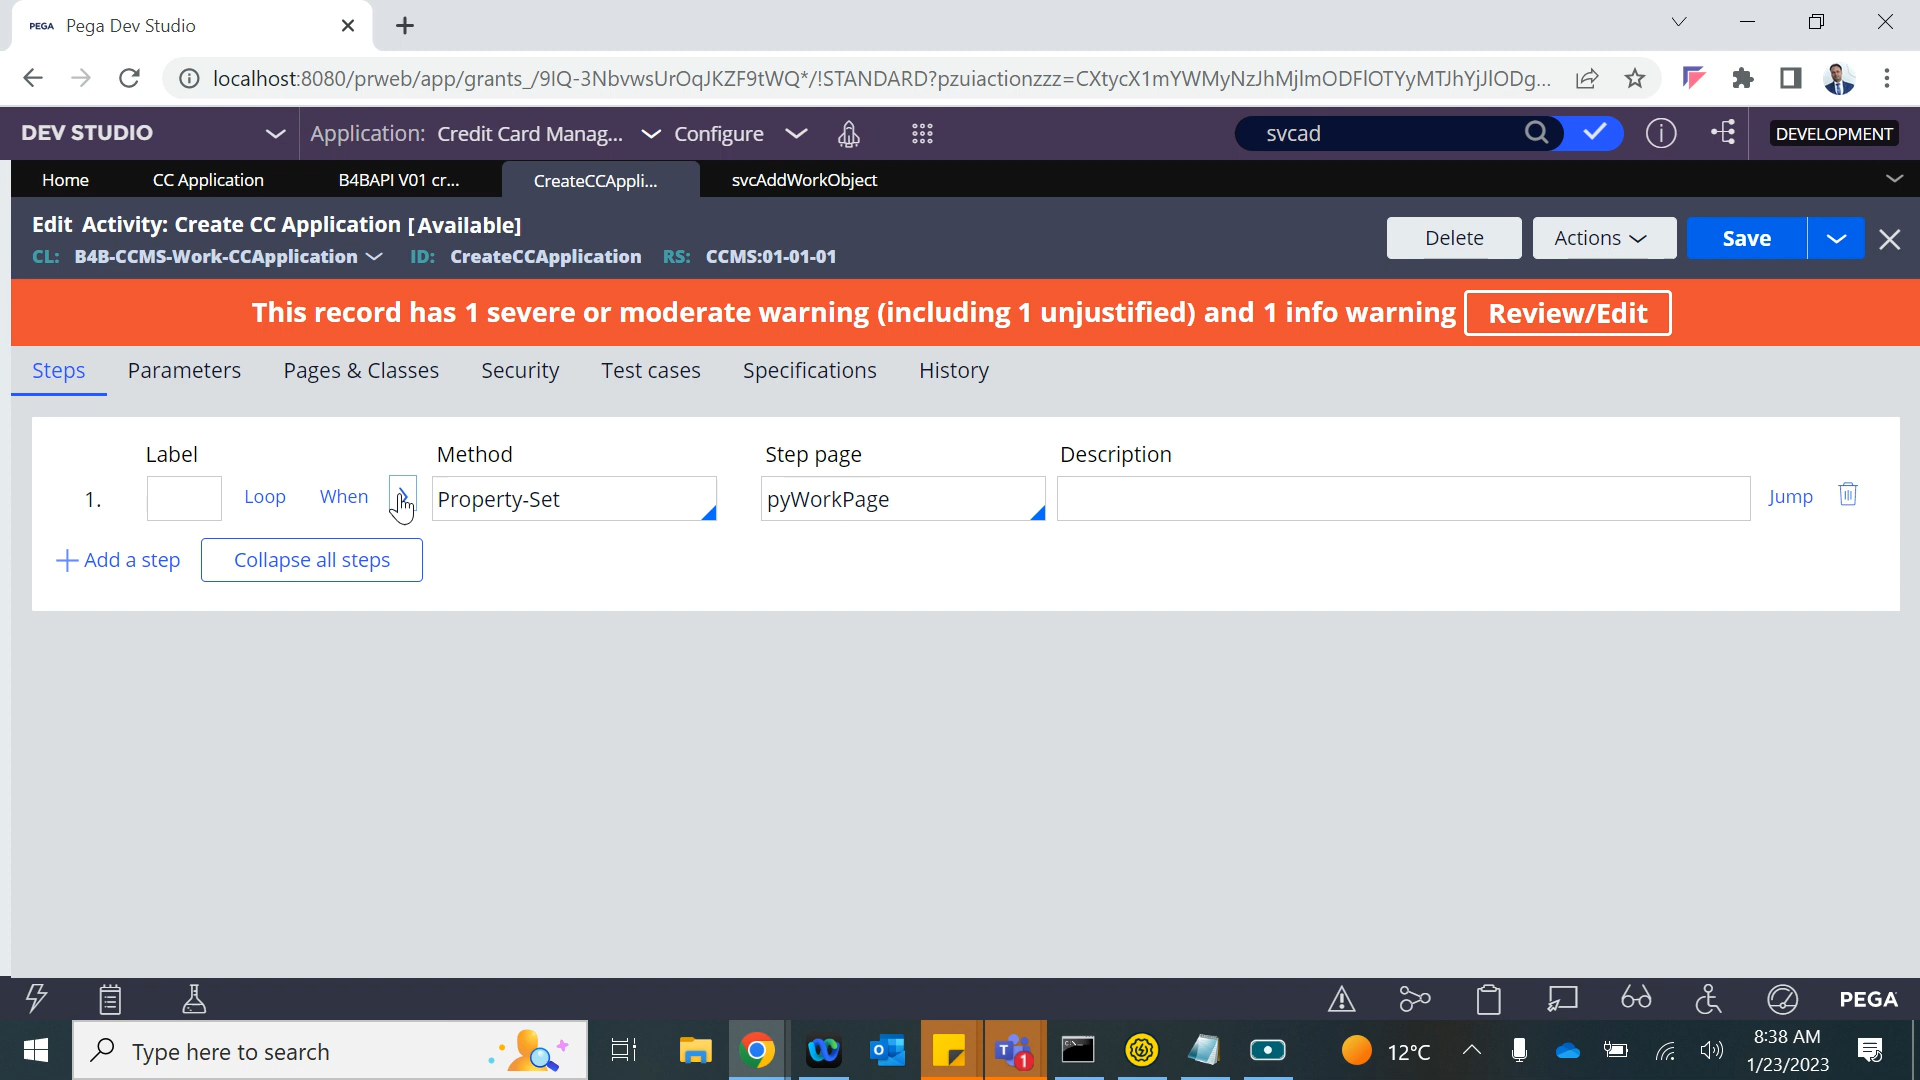 PEGA Pega Dev Studio
localhost:8080/prweb/app/grants_/9IQ-3NbvwsUrOqJKZF9tWQ*/!STANDARD?pzuiactionzzz=CXtycX1mYWMyNzJhMjlmODFlOTYyMTJhYjJlODg...
DEV STUDIO Application: Credit Card Manag... Configure svcad DEVELOPMENT
Home CC Application B4BAPI V01 cr... CreateCCAppli... svcAddWorkObject
Edit Activity: Create CC Application [Available]
CL: B4B-CCMS-Work-CCApplication ID: CreateCCApplication RS: CCMS:01-01-01
Delete Actions Save
This record has 1 severe or moderate warning (including 1 unjustified) and 1 info warning Review/Edit
Steps Parameters Pages & Classes Security Test cases Specifications History
Label Method Step page Description
1. Loop When Property-Set pyWorkPage Jump
Add a step Collapse all steps
PEGA
Type here to search 1 12°C 8:38 AM
1/23/2023